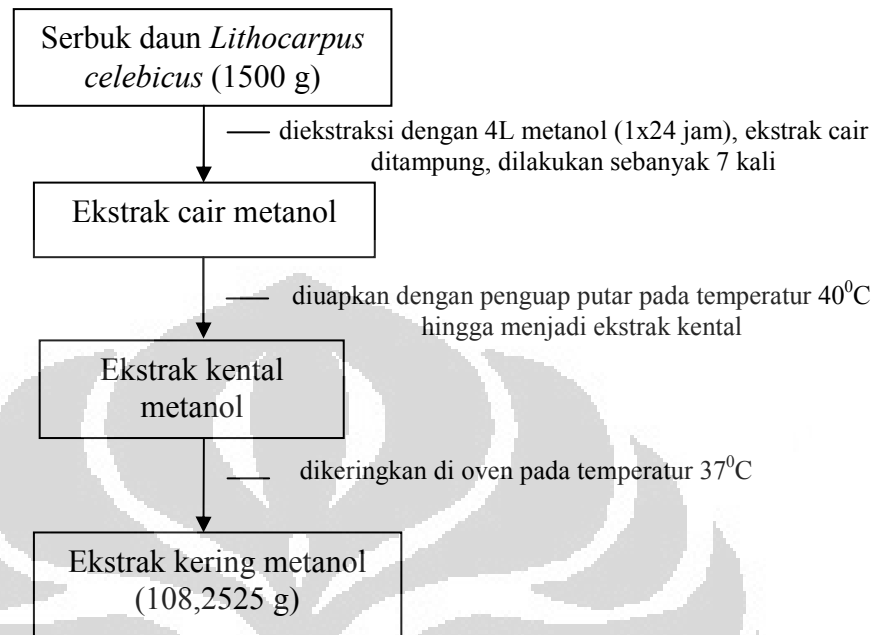 Serbuk daun Lithocarpus
celebicus (1500 g)
diekstraksi dengan 4L metanol (1x24 jam), ekstrak cair
ditampung, dilakukan sebanyak 7 kali
Ekstrak cair metanol
diuapkan dengan penguap putar pada temperatur 40⁰C
hingga menjadi ekstrak kental
Ekstrak kental
metanol
dikeringkan di oven pada temperatur 37⁰C
Ekstrak kering metanol
(108,2525 g)